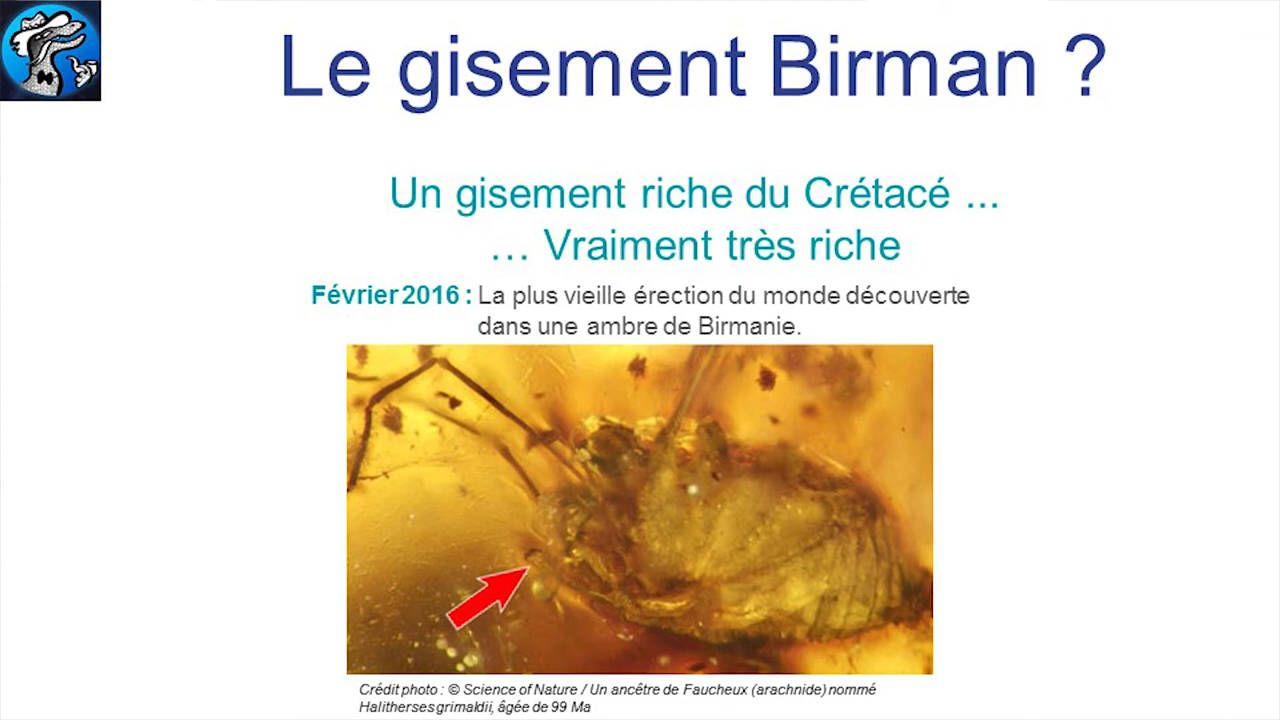 Le gisement Birman ?
Un gisement riche du Crétacé ...
… Vraiment très riche
Février 2016 : La plus vieille érection du monde découverte
dans une ambre de Birmanie.
Crédit photo : © Science of Nature / Un ancêtre de Faucheux (arachnide) nommé
Halitherses grimaldii, âgée de 99 Ma